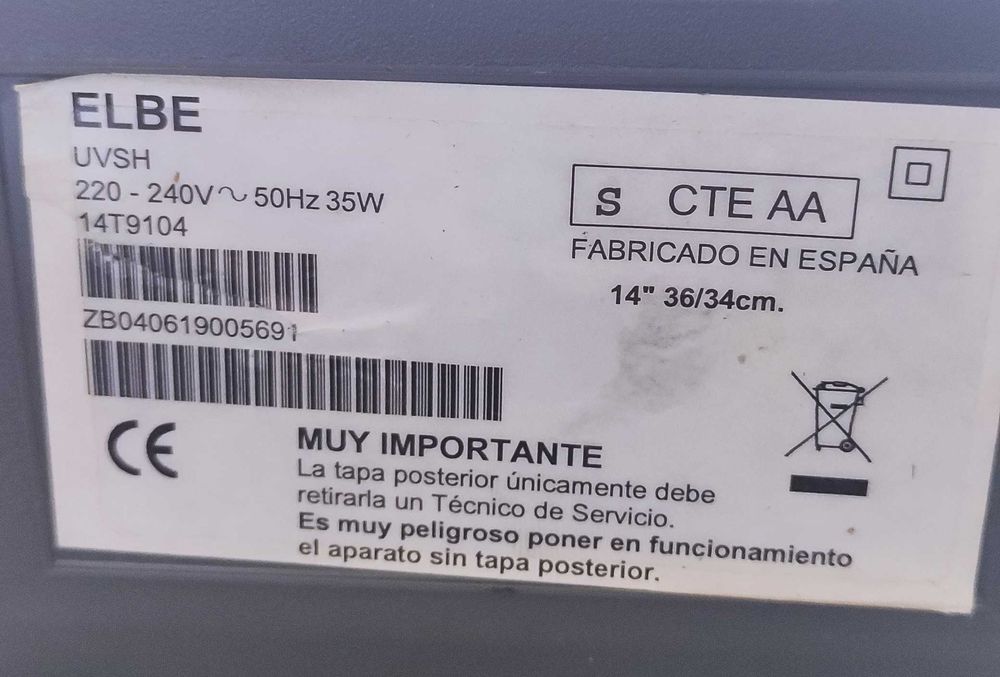 ELBE
UVSH
220 - 240V ~ 50Hz 35W
14T9104
ZB040619005691
S CTE AA
FABRICADO EN ESPAÑA
14" 36/34cm.
CE
MUY IMPORTANTE
La tapa posterior únicamente debe
retirarla un Técnico de Servicio.
Es muy peligroso poner en funcionamiento
el aparato sin tapa posterior.